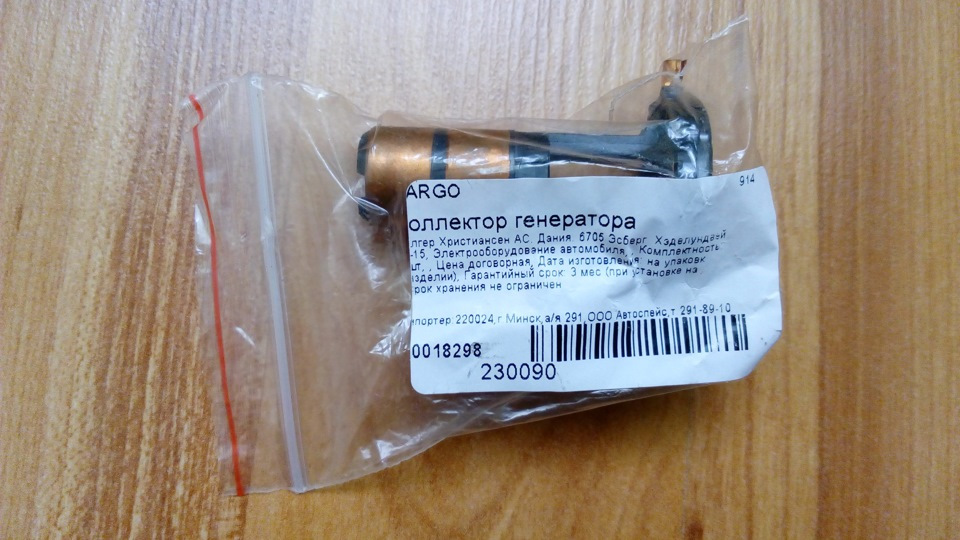 ARGO
914
оллектор генератора
лгер Христиансен АС, Дания. 6705 Эсберг, Хэделундвей
-15, Электрооборудование автомобиля, , Комплектность
шт, , Цена договорная, Дата изготовления на упаковк
изделии), Гарантийный срок: 3 мес (при установке на
рок хранения не ограничен
мпортер:220024,г.Минск,а/я 291,ООО Автоспейс,т.291-89-10
0018298
230090